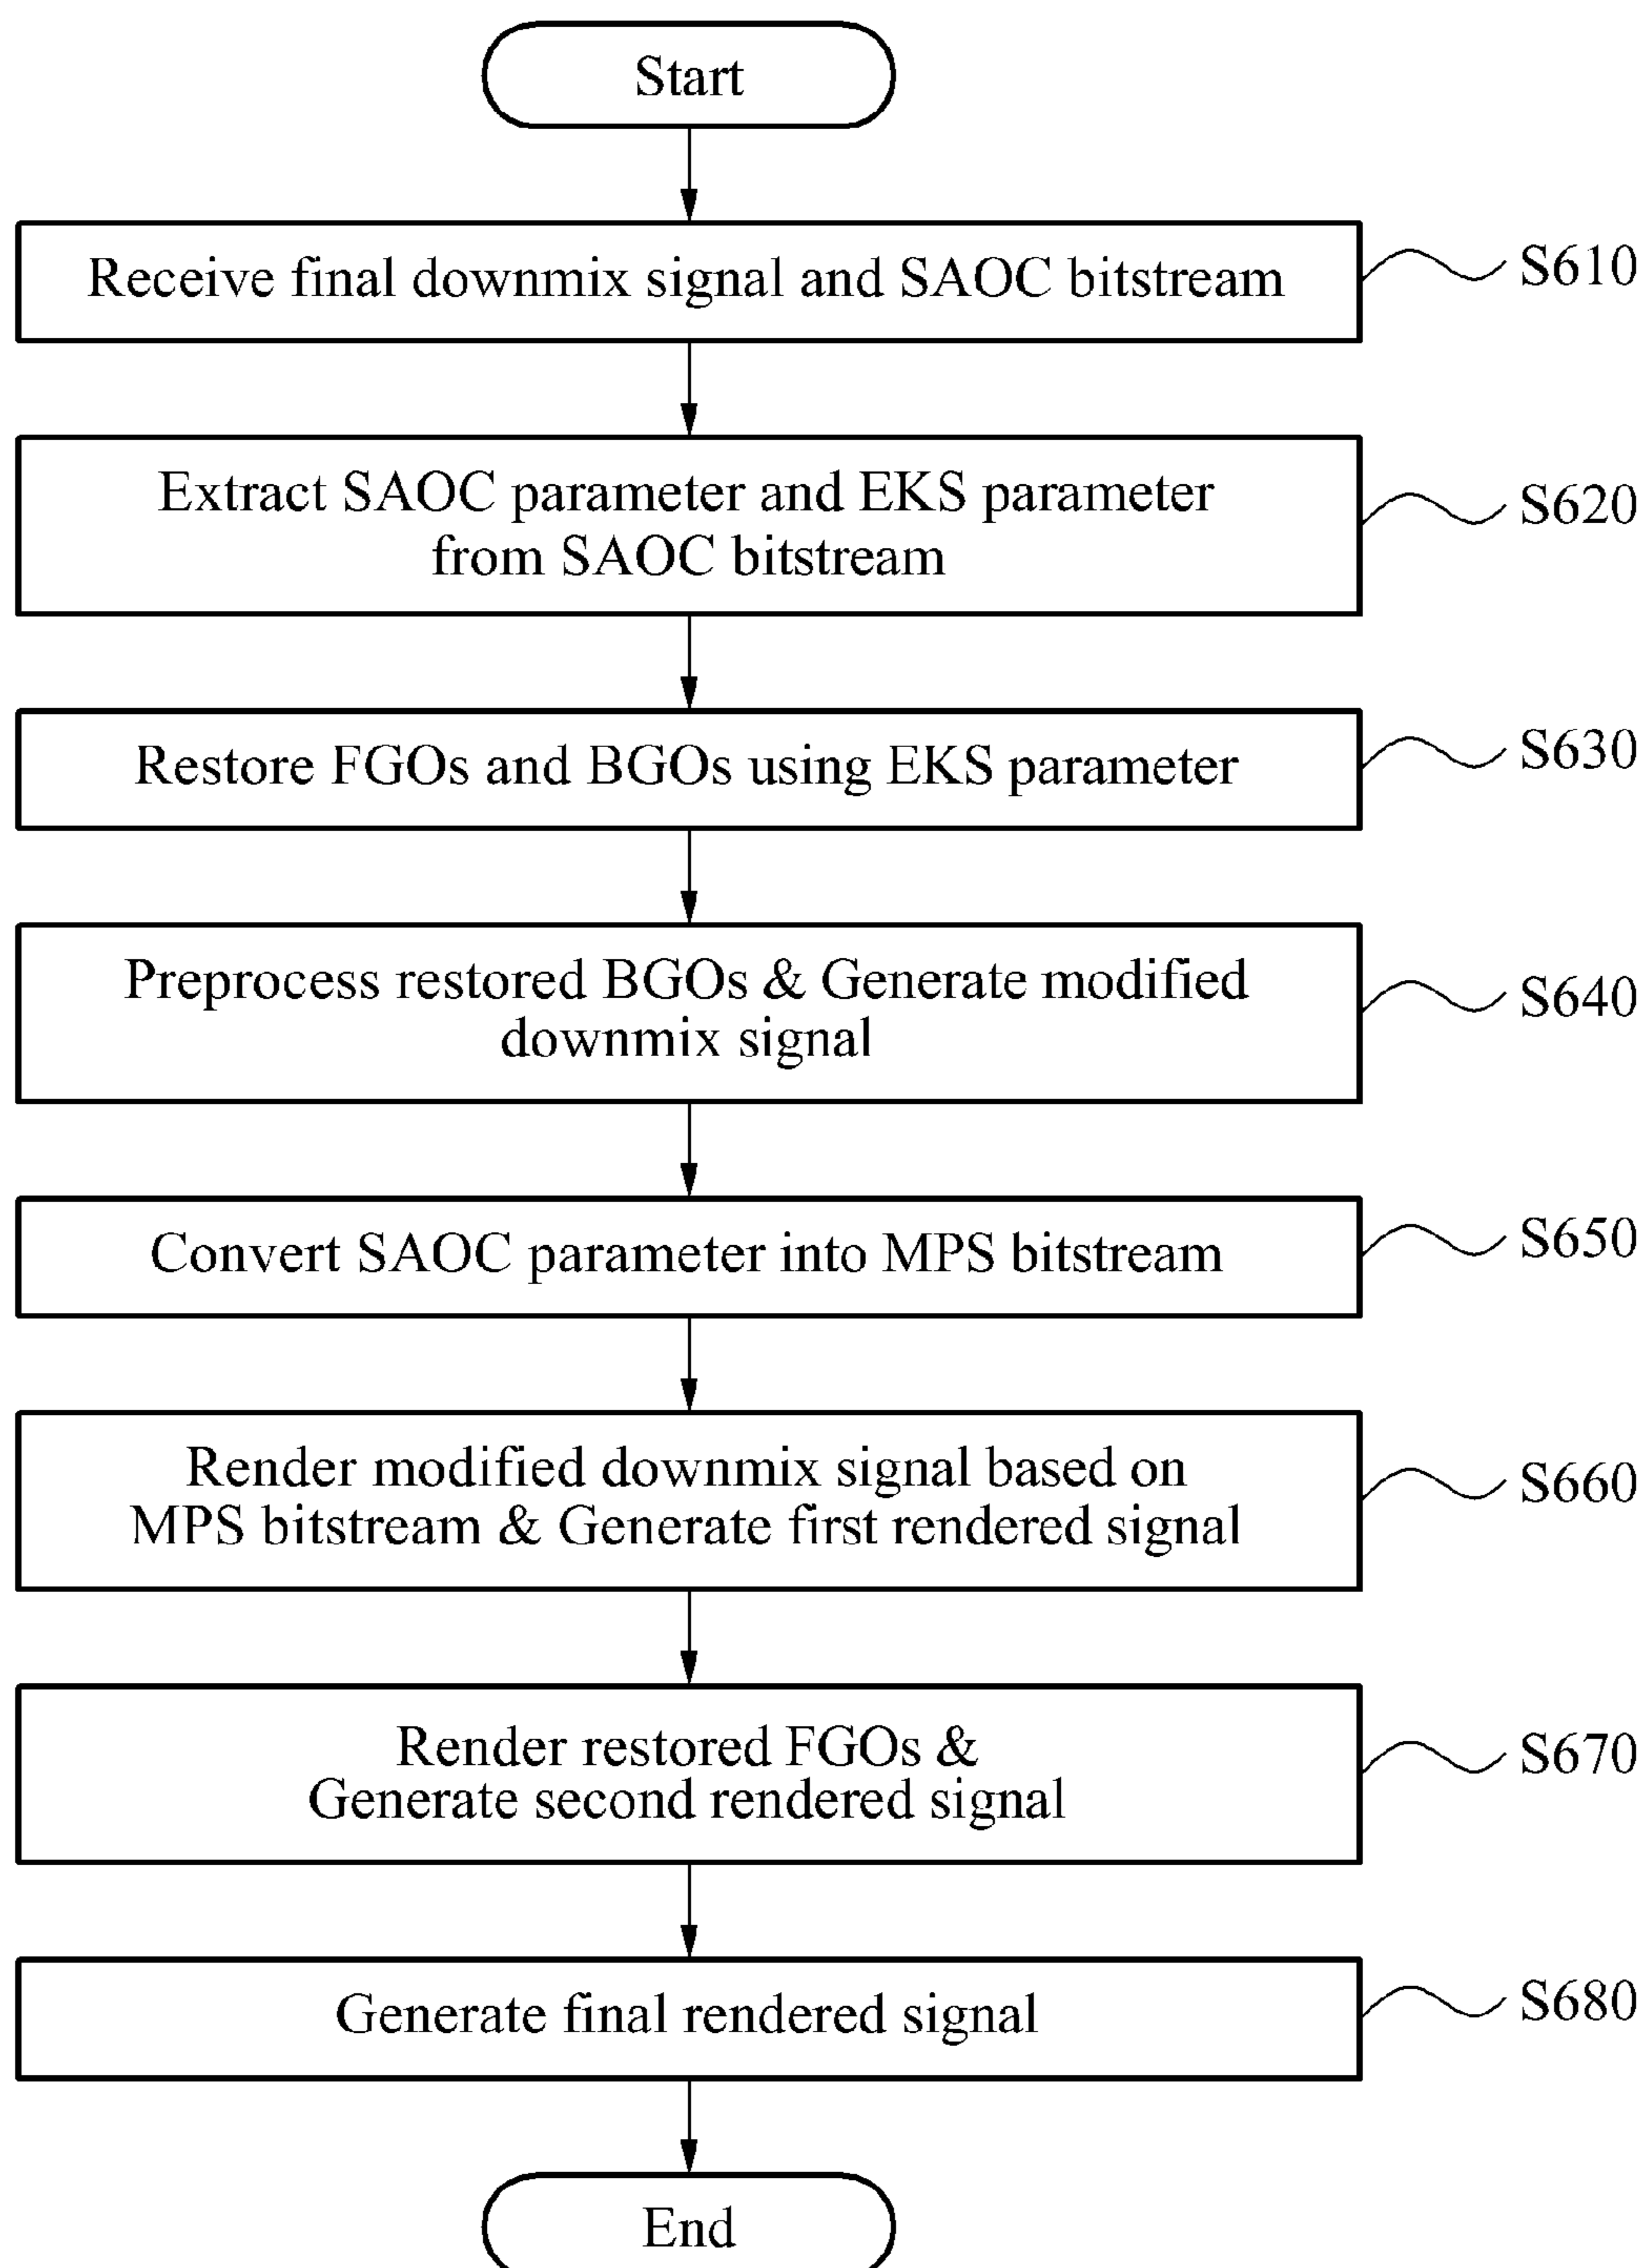 Start
Receive final downmix signal and SAOC bitstream
S610
Extract SAOC parameter and EKS parameter
from SAOC bitstream
S620
Restore FGOs and BGOs using EKS parameter
S630
Preprocess restored BGOs & Generate modified
downmix signal
S640
Convert SAOC parameter into MPS bitstream
S650
Render modified downmix signal based on
MPS bitstream & Generate first rendered signal
S660
Render restored FGOs &
Generate second rendered signal
S670
Generate final rendered signal
S680
End